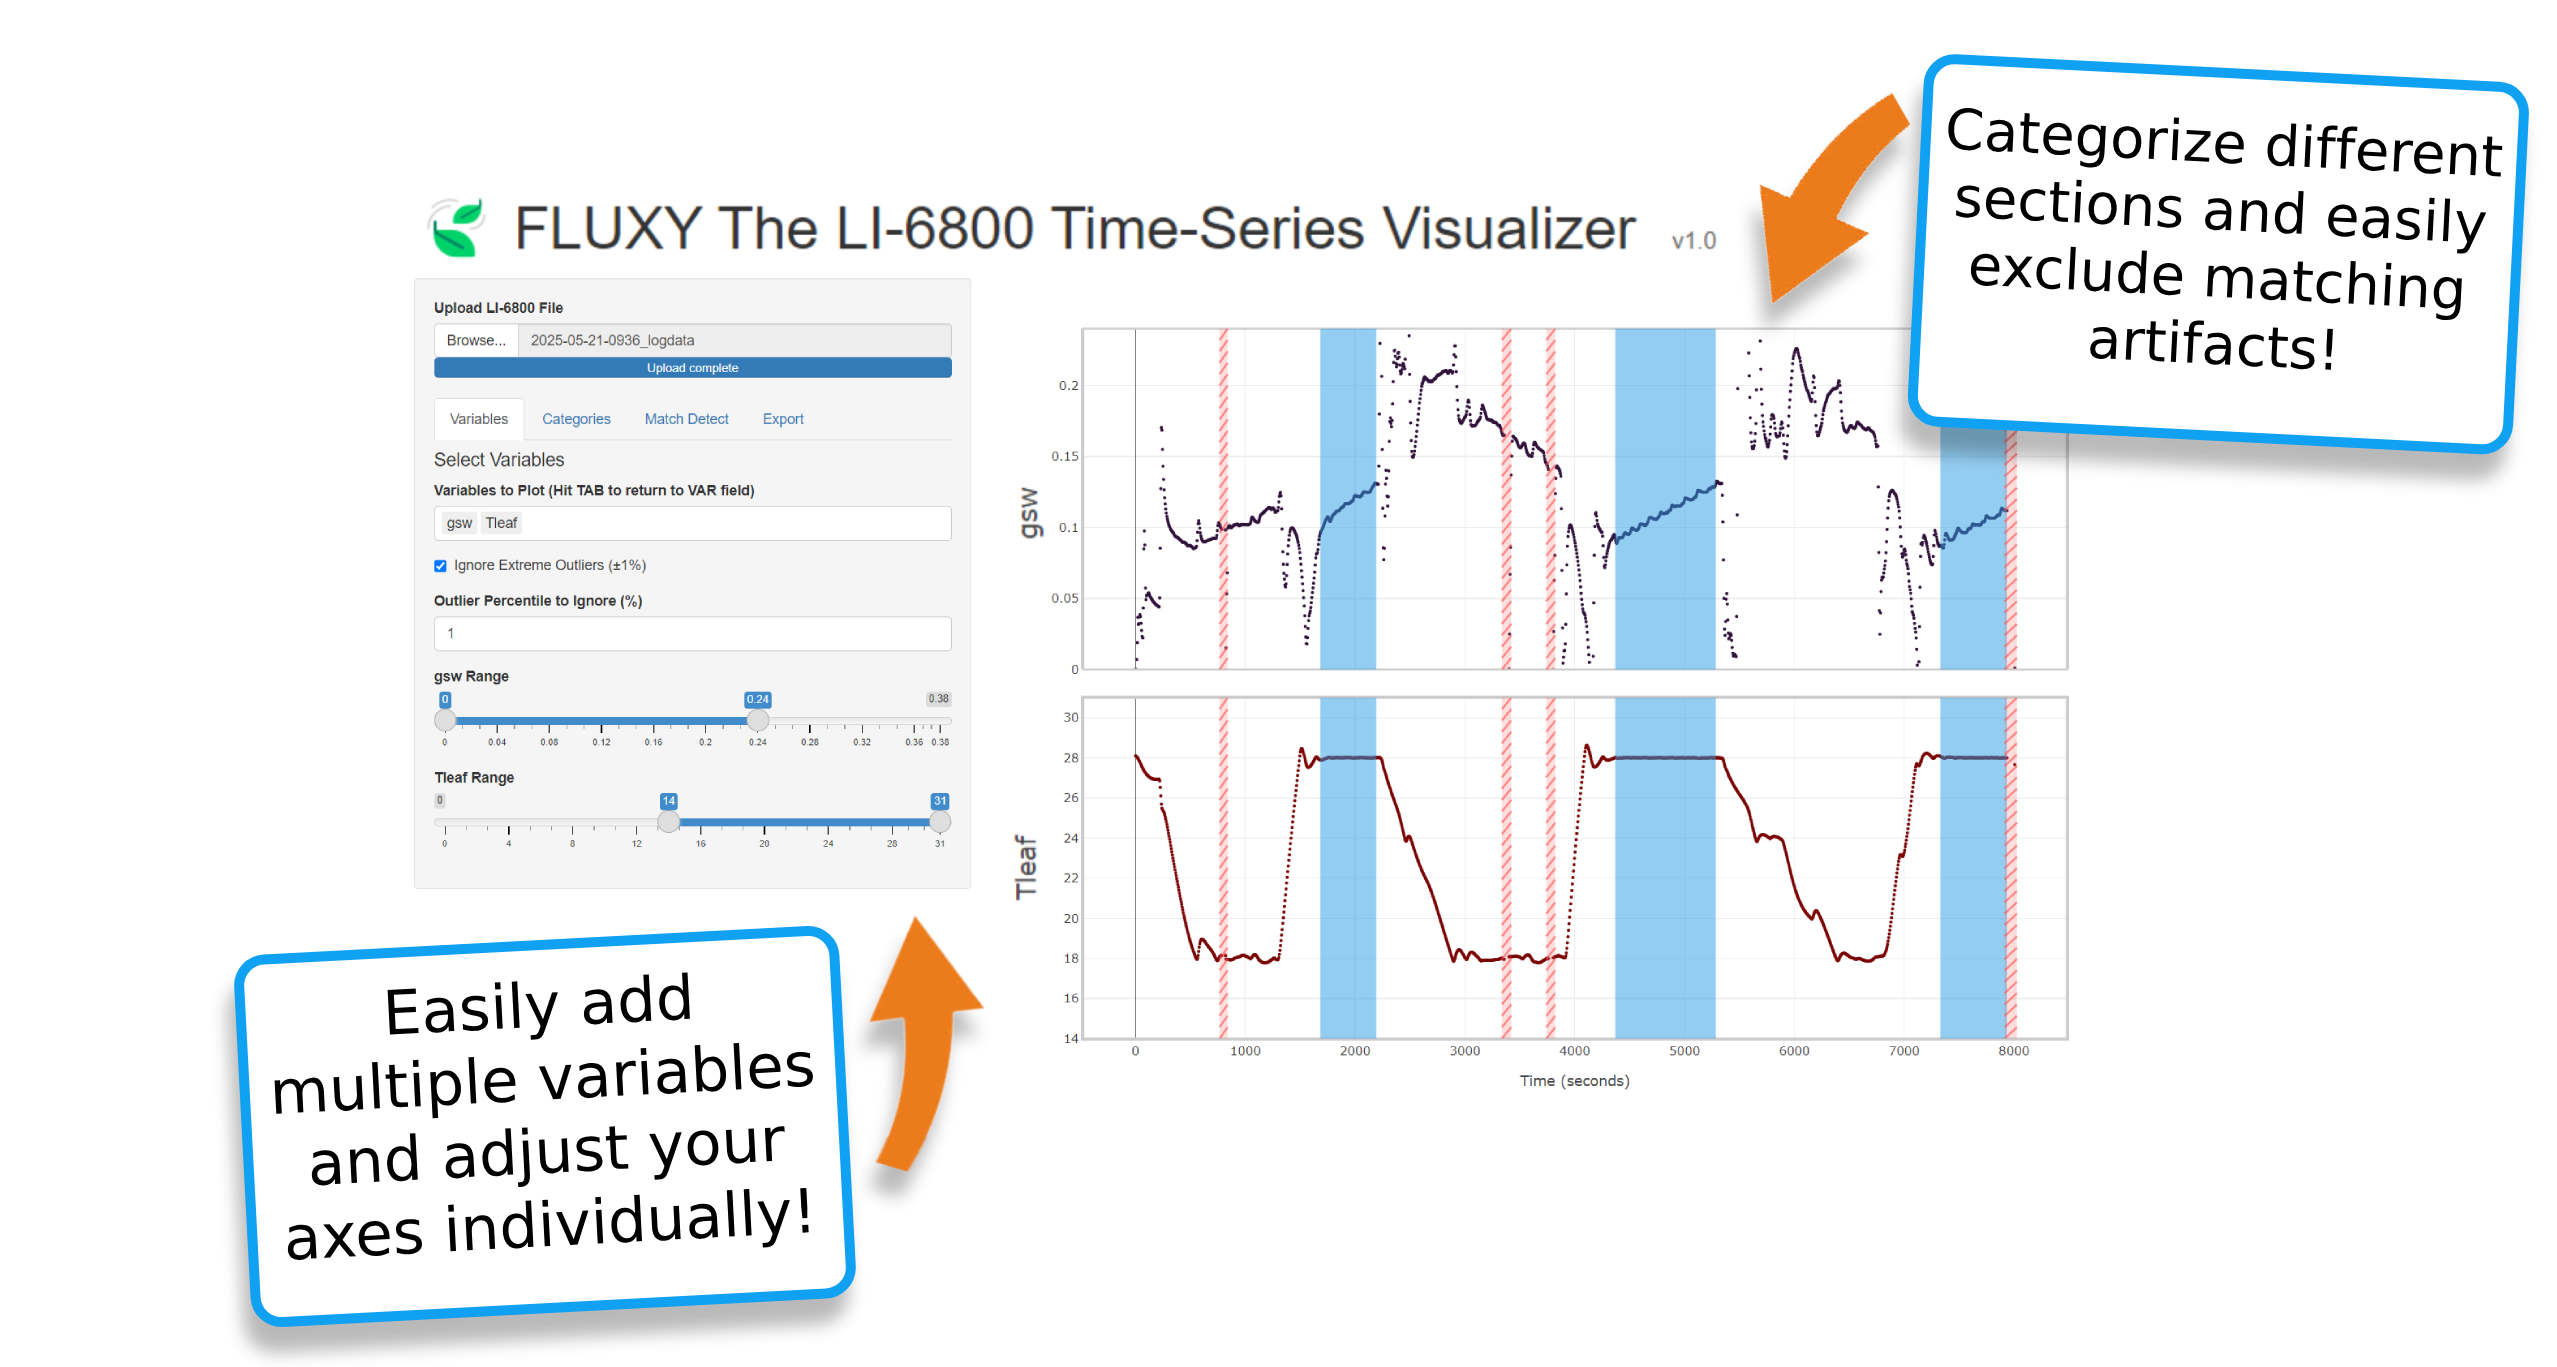 FLUXY The LI-6800 Time-Series Visualizer v1.0
Categorize different
sections and easily
exclude matching
artifacts!
Upload LI-6800 File
Browse... 2025-05-21-0936_logdata
Upload complete
Variables Categories Match Detect Export
Select Variables
Variables to Plot (Hit TAB to return to VAR field)
gsw Tleaf
Ignore Extreme Outliers (±1%)
Outlier Percentile to Ignore (%)
1
gsw Range
0 0.24 0.38
0 0.04 0.08 0.12 0.16 0.2 0.24 0.28 0.32 0.36 0.38
Tleaf Range
0 14 31
0 4 8 12 16 20 24 28 31
gsw
0.2
0.15
0.1
0.05
0
Tleaf
30
28
26
24
22
20
18
16
14
0 1000 2000 3000 4000 5000 6000 7000 8000
Time (seconds)
Easily add
multiple variables
and adjust your
axes individually!